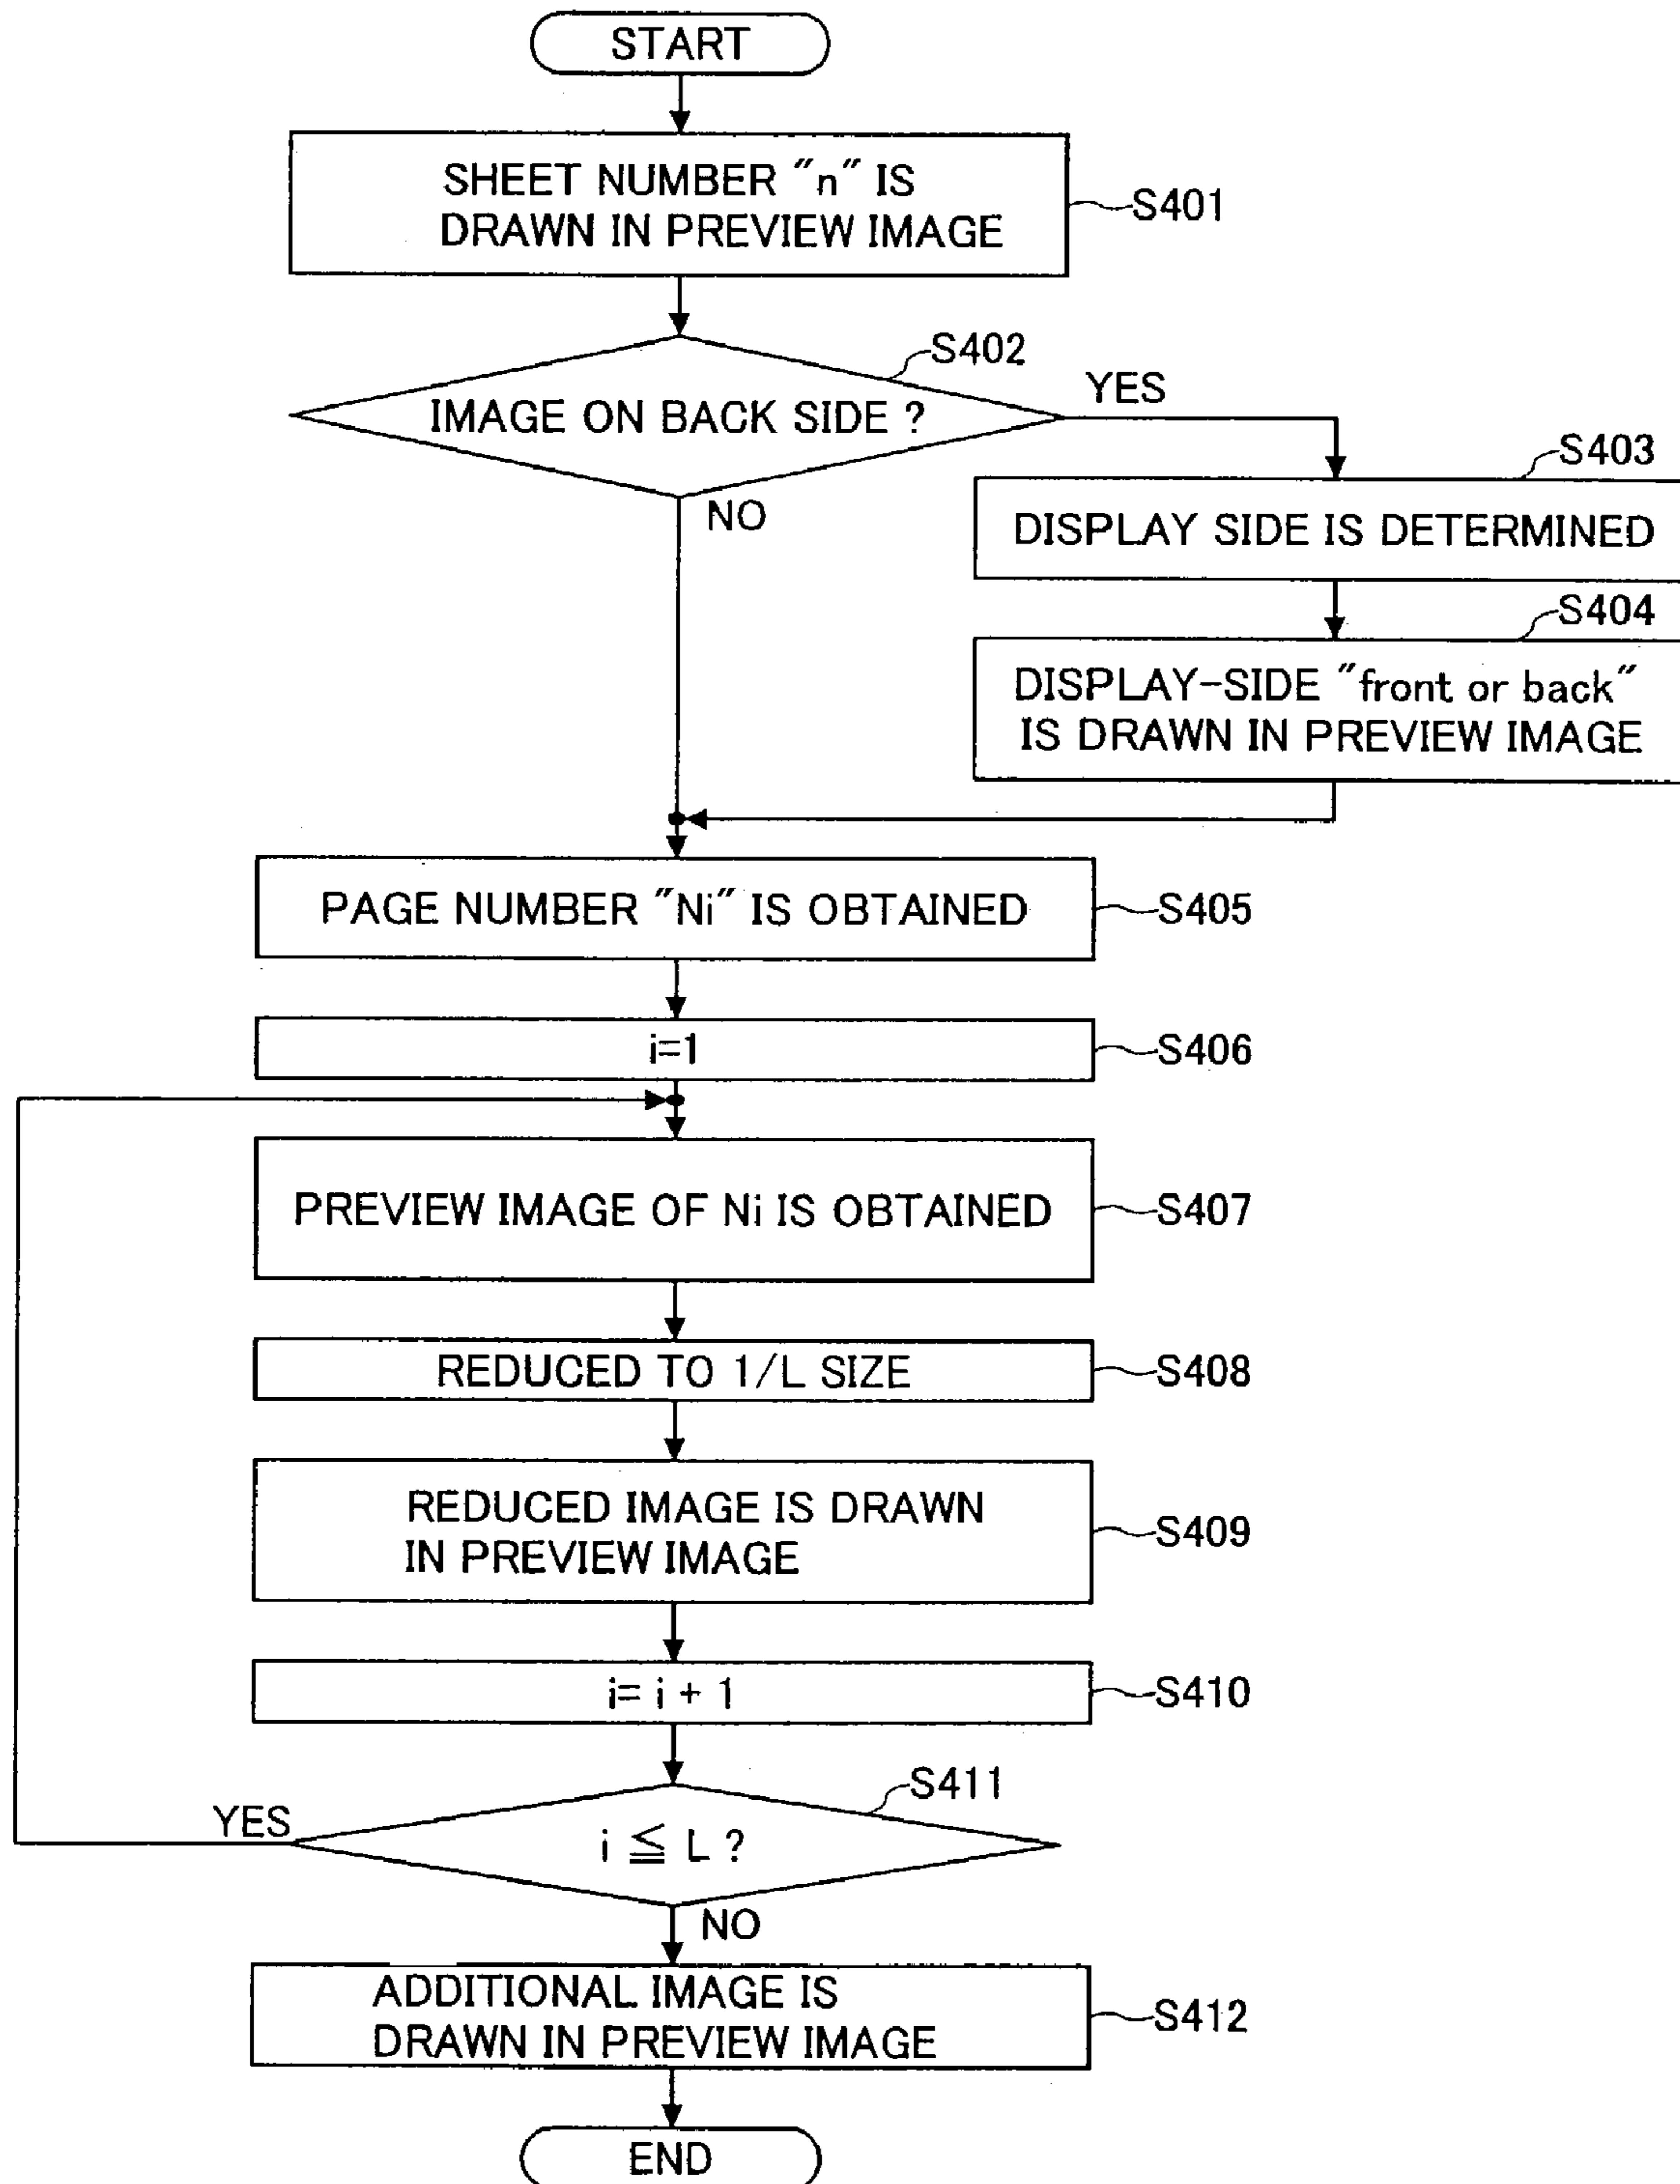 START
SHEET NUMBER "n" IS
DRAWN IN PREVIEW IMAGE
S401
S402
IMAGE ON BACK SIDE ?
YES
NO
S403
DISPLAY SIDE IS DETERMINED
S404
DISPLAY-SIDE "front or back"
IS DRAWN IN PREVIEW IMAGE
PAGE NUMBER "Ni" IS OBTAINED
S405
i=1
S406
PREVIEW IMAGE OF Ni IS OBTAINED
S407
REDUCED TO 1/L SIZE
S408
REDUCED IMAGE IS DRAWN
IN PREVIEW IMAGE
S409
i= i + 1
S410
S411
YES
i ≦ L ?
NO
ADDITIONAL IMAGE IS
DRAWN IN PREVIEW IMAGE
S412
END